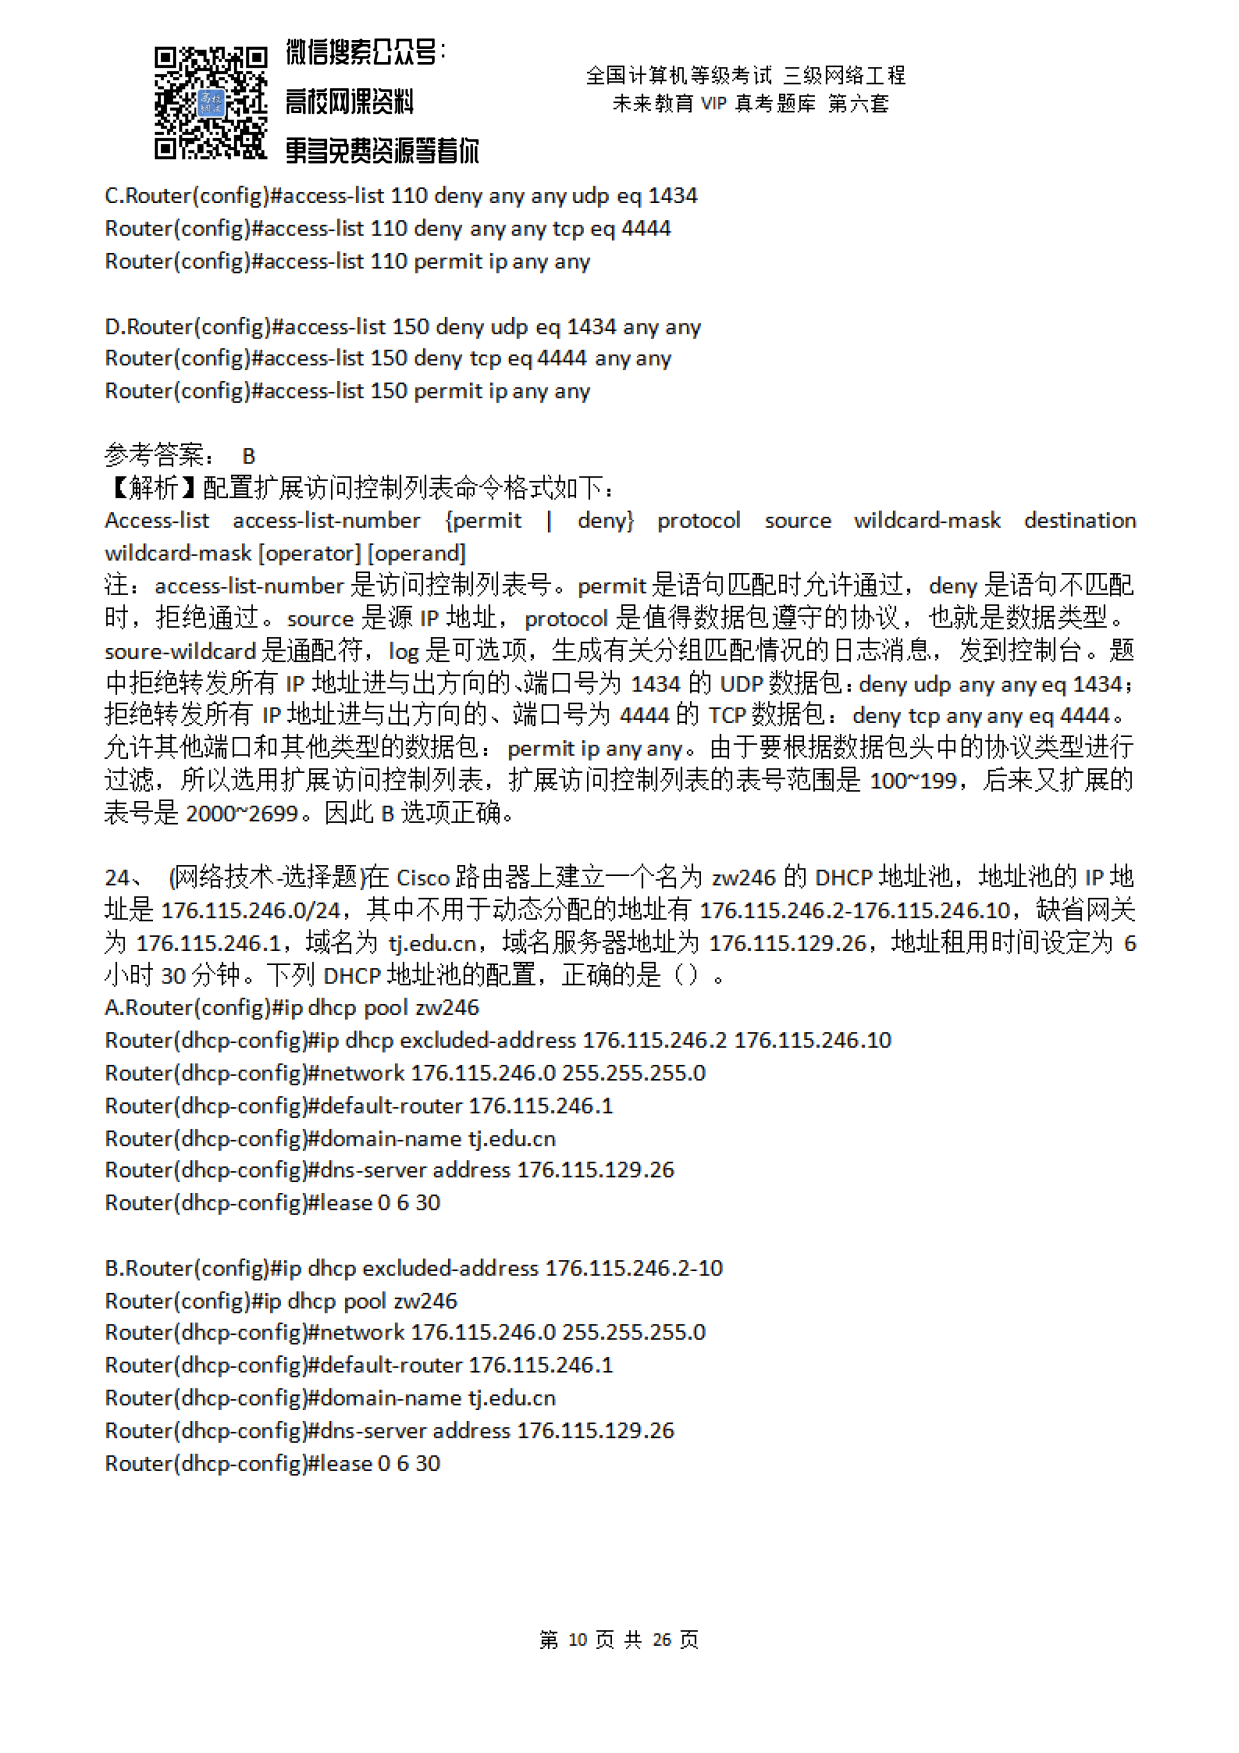 微信搜索公众号：
高校网课资料
更多免费资源等着你
全国计算机等级考试 三级网络工程
未来教育 VIP 真考题库 第六套
C.Router(config)#access-list 110 deny any any udp eq 1434
Router(config)#access-list 110 deny any any tcp eq 4444
Router(config)#access-list 110 permit ip any any
D.Router(config)#access-list 150 deny udp eq 1434 any any
Router(config)#access-list 150 deny tcp eq 4444 any any
Router(config)#access-list 150 permit ip any any
参考答案： B
【解析】配置扩展访问控制列表命令格式如下：
Access-list access-list-number {permit | deny} protocol source wildcard-mask destination
wildcard-mask [operator] [operand]
注：access-list-number 是访问控制列表号。permit 是语句匹配时允许通过，deny 是语句不匹配
时，拒绝通过。source 是源 IP 地址，protocol 是值得数据包遵守的协议，也就是数据类型。
soure-wildcard 是通配符，log 是可选项，生成有关分组匹配情况的日志消息，发到控制台。题
中拒绝转发所有 IP 地址进与出方向的、端口号为 1434 的 UDP 数据包：deny udp any any eq 1434；
拒绝转发所有 IP 地址进与出方向的、端口号为 4444 的 TCP 数据包：deny tcp any any eq 4444。
允许其他端口和其他类型的数据包：permit ip any any。由于要根据数据包头中的协议类型进行
过滤，所以选用扩展访问控制列表，扩展访问控制列表的表号范围是 100~199，后来又扩展的
表号是 2000~2699。因此 B 选项正确。
24、 (网络技术-选择题)在 Cisco 路由器上建立一个名为 zw246 的 DHCP 地址池，地址池的 IP 地
址是 176.115.246.0/24，其中不用于动态分配的地址有 176.115.246.2-176.115.246.10，缺省网关
为 176.115.246.1，域名为 tj.edu.cn，域名服务器地址为 176.115.129.26，地址租用时间设定为 6
小时 30 分钟。下列 DHCP 地址池的配置，正确的是（）。
A.Router(config)#ip dhcp pool zw246
Router(dhcp-config)#ip dhcp excluded-address 176.115.246.2 176.115.246.10
Router(dhcp-config)#network 176.115.246.0 255.255.255.0
Router(dhcp-config)#default-router 176.115.246.1
Router(dhcp-config)#domain-name tj.edu.cn
Router(dhcp-config)#dns-server address 176.115.129.26
Router(dhcp-config)#lease 0 6 30
B.Router(config)#ip dhcp excluded-address 176.115.246.2-10
Router(config)#ip dhcp pool zw246
Router(dhcp-config)#network 176.115.246.0 255.255.255.0
Router(dhcp-config)#default-router 176.115.246.1
Router(dhcp-config)#domain-name tj.edu.cn
Router(dhcp-config)#dns-server address 176.115.129.26
Router(dhcp-config)#lease 0 6 30
第 10 页 共 26 页